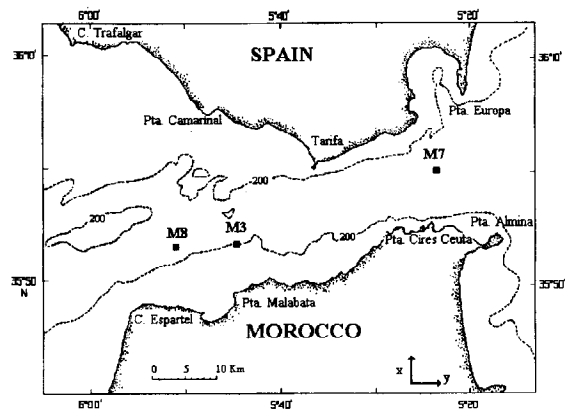 6°00' 5°40' 5°20'
C. Trafalgar
36°0' 36°10'
SPAIN
Pta. Europa
Pta. Camarinal
Tarifa
M7
200
200
M8 M3
200
Pta. Almina
Pta. Cires Ceuta
35°50' 35°50'
N
C. Espartel
Pta. Malabata
MOROCCO
0 5 10 Km
x
y
6°00' 5°40' 5°20'